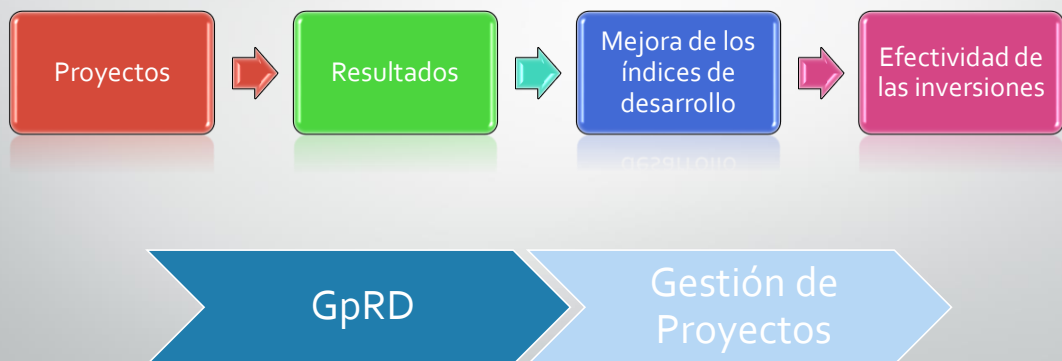 Proyectos
Resultados
Mejora de los
índices de
desarrollo
Efectividad de
las inversiones
GpRD
Gestión de
Proyectos